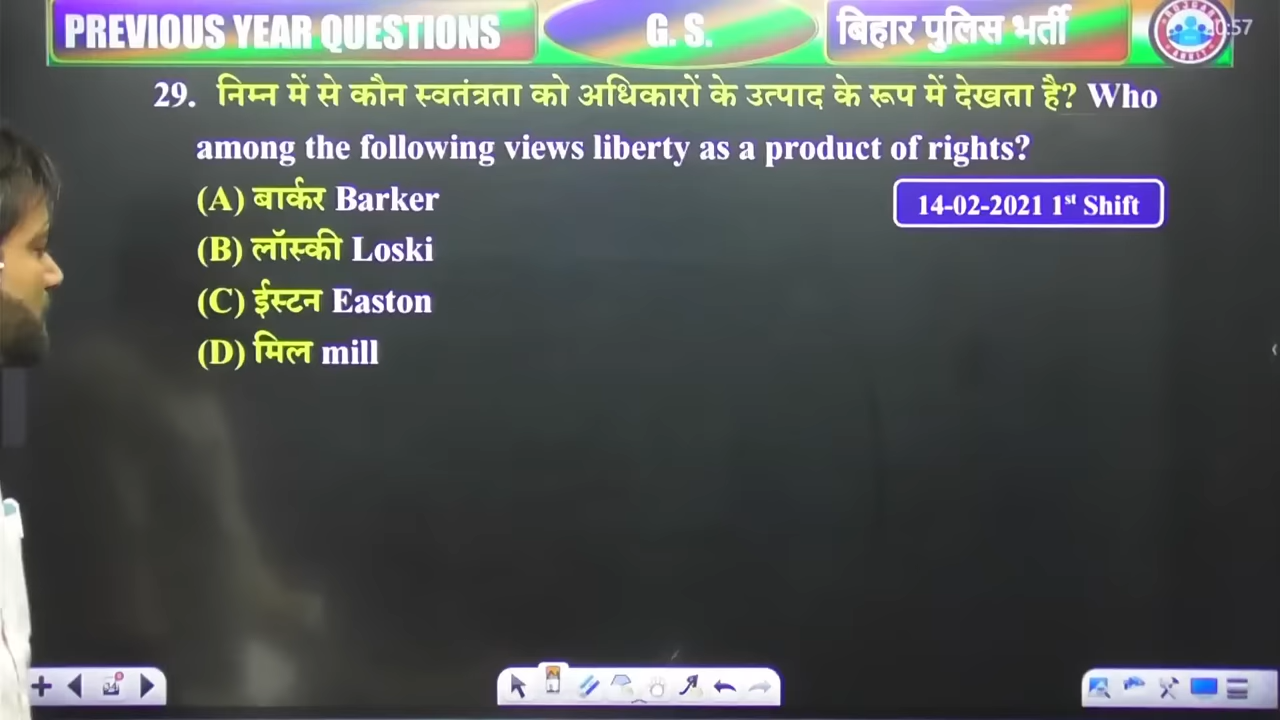 PREVIOUS YEAR QUESTIONS
G. S.
बिहार पुलिस भर्ती
:57
29. निम्न में से कौन स्वतंत्रता को अधिकारों के उत्पाद के रूप में देखता है? Who
among the following views liberty as a product of rights?
(A) बार्कर Barker
14-02-2021 1st Shift
(B) लॉस्की Loski
(C) ईस्टन Easton
(D) मिल mill